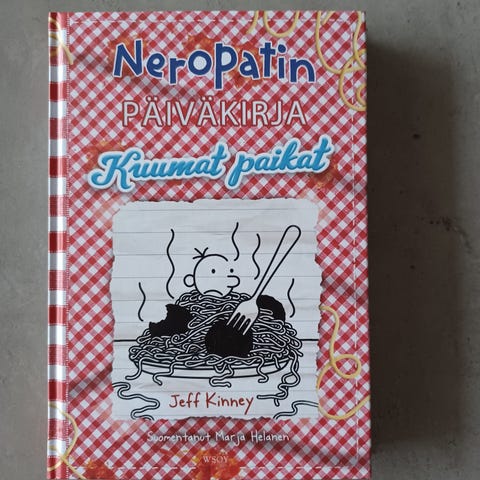 Neropatin
PÄIVÄKIRJA
Kuumat paikat
Jeff Kinney
Suomentanut Marja Helanen
WSOY